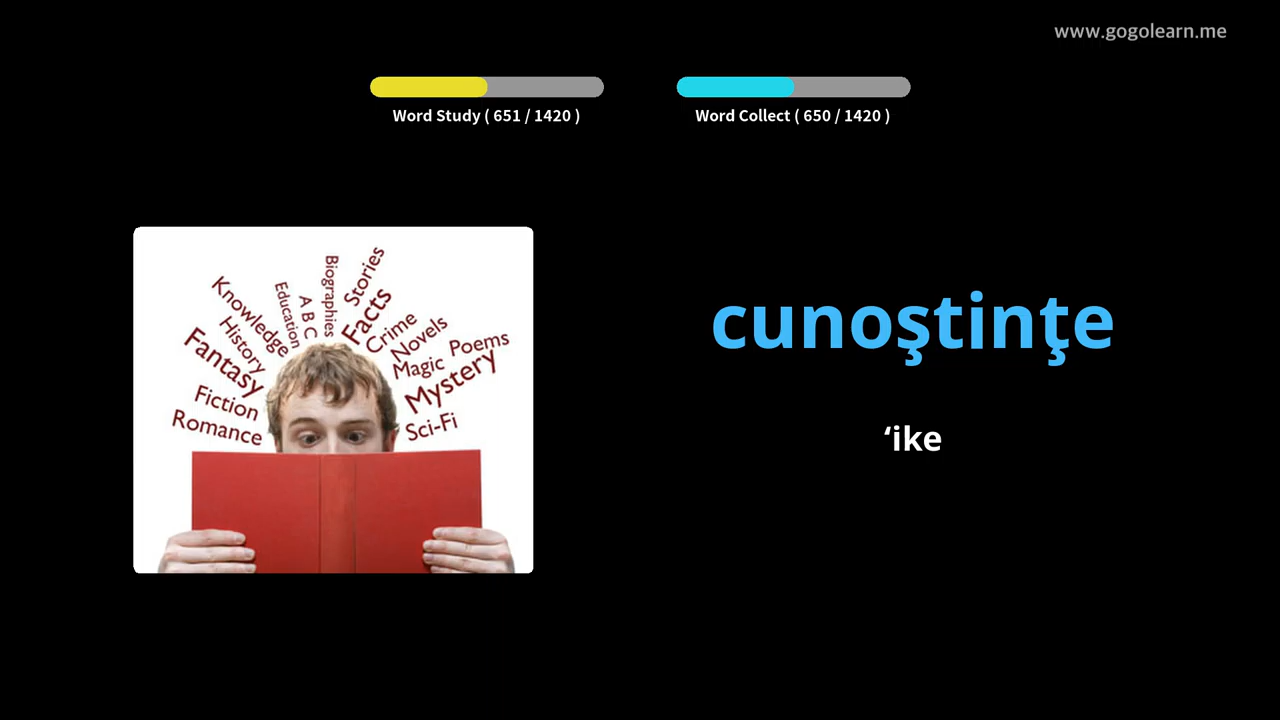 www.gogolearn.me
Word Study ( 651 / 1420 )
Word Collect ( 650 / 1420 )
Knowledge
Education
A B C
Biographies
Stories
Facts
History
Crime
Novels
Fantasy
Magic
Poems
Mystery
Fiction
Romance
Sci-Fi
cunoştinţe
‘ike